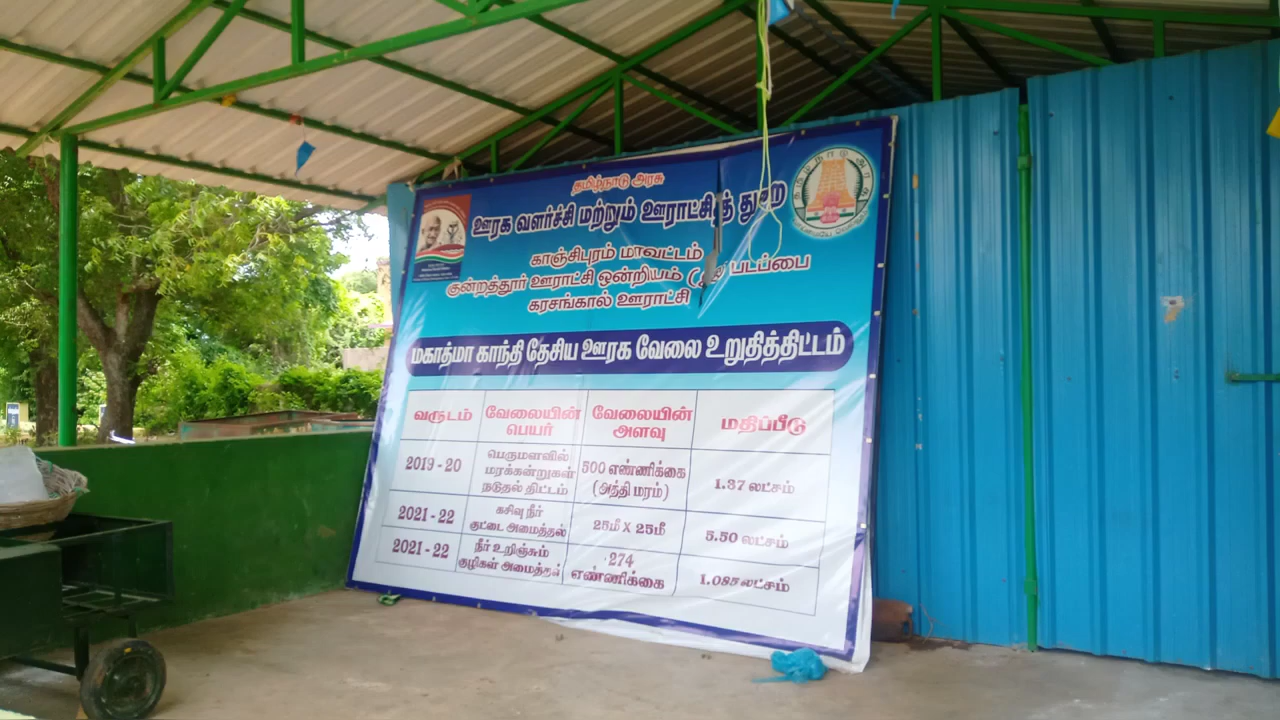 தமிழ்நாடு அரசு
ஊரக வளர்ச்சி மற்றும் ஊராட்சித் துறை
காஞ்சிபுரம் மாவட்டம்
குன்றத்தூர் ஊராட்சி ஒன்றியம் படப்பை
கரசங்கால் ஊராட்சி
மகாத்மா காந்தி தேசிய ஊரக வேலை உறுதித்திட்டம்
வருடம் வேலையின் பெயர் வேலையின் அளவு மதிப்பீடு
2019 - 20 பெருமளவில் மரக்கன்றுகள் நடுதல் திட்டம் 500 எண்ணிக்கை (அத்தி மரம்) 1.37 லட்சம்
2021 - 22 கசிவு நீர் குட்டை அமைத்தல் 25மீ X 25மீ 5.50 லட்சம்
2021 - 22 நீர் உறிஞ்சும் குழிகள் அமைத்தல் 274 எண்ணிக்கை லட்சம்